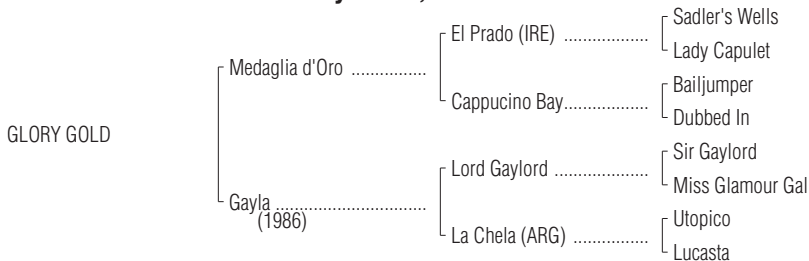 Sadler's Wells
El Prado (IRE) ..................
Lady Capulet
Medaglia d'Oro ................
Bailjumper
Cappucino Bay..................
Dubbed In
GLORY GOLD
Sir Gaylord
Lord Gaylord ....................
Miss Glamour Gal
Gayla ................................
(1986)
Utopico
La Chela (ARG) ................
Lucasta